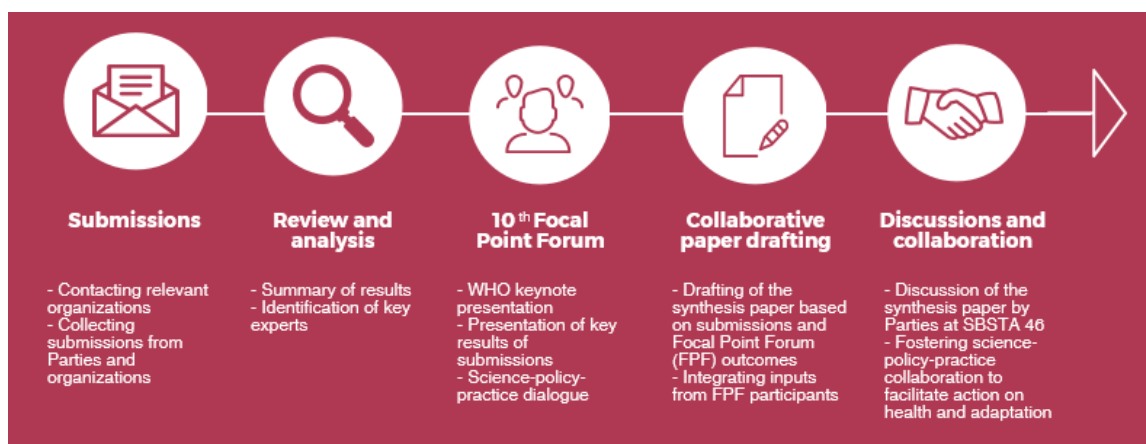 Submissions
- Contacting relevant
organizations
- Collecting
submissions from
Parties and
organizations
Review and
analysis
- Summary of results
- Identification of key
experts
10th Focal
Point Forum
- WHO keynote
presentation
- Presentation of key
results of
submissions
- Science-policy-
practice dialogue
Collaborative
paper drafting
- Drafting of the
synthesis paper based
on submissions and
Focal Point Forum
(FPF) outcomes
- Integrating inputs
from FPF participants
Discussions and
collaboration
- Discussion of the
synthesis paper by
Parties at SBSTA 46
- Fostering science-
policy-practice
collaboration to
facilitate action on
health and adaptation